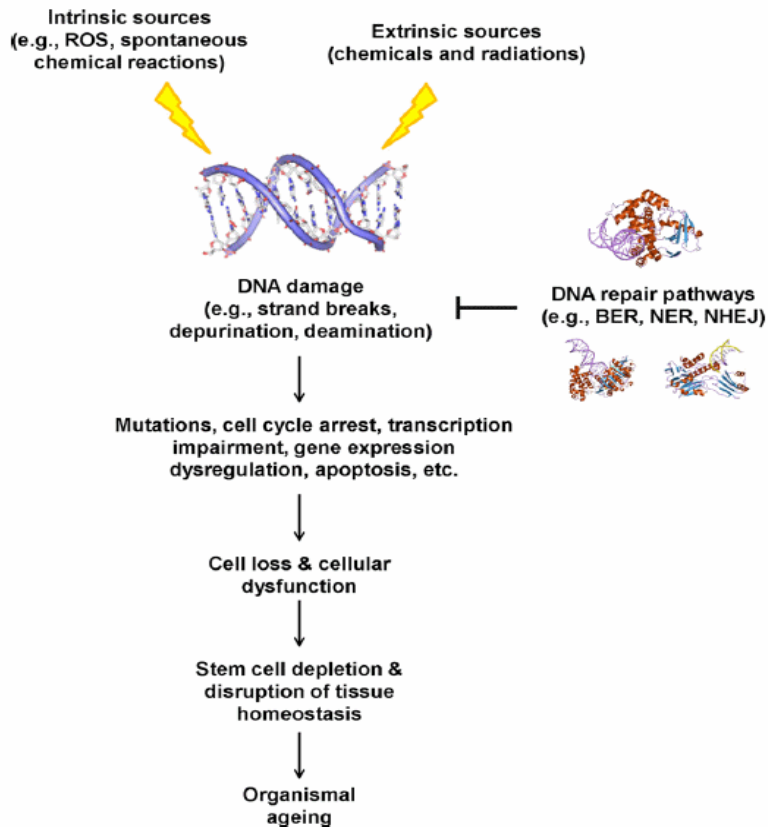 Intrinsic sources
(e.g., ROS, spontaneous
chemical reactions)
Extrinsic sources
(chemicals and radiations)
DNA damage
(e.g., strand breaks,
depurination, deamination)
DNA repair pathways
(e.g., BER, NER, NHEJ)
Mutations, cell cycle arrest, transcription
impairment, gene expression
dysregulation, apoptosis, etc.
Cell loss & cellular
dysfunction
Stem cell depletion &
disruption of tissue
homeostasis
Organismal
ageing